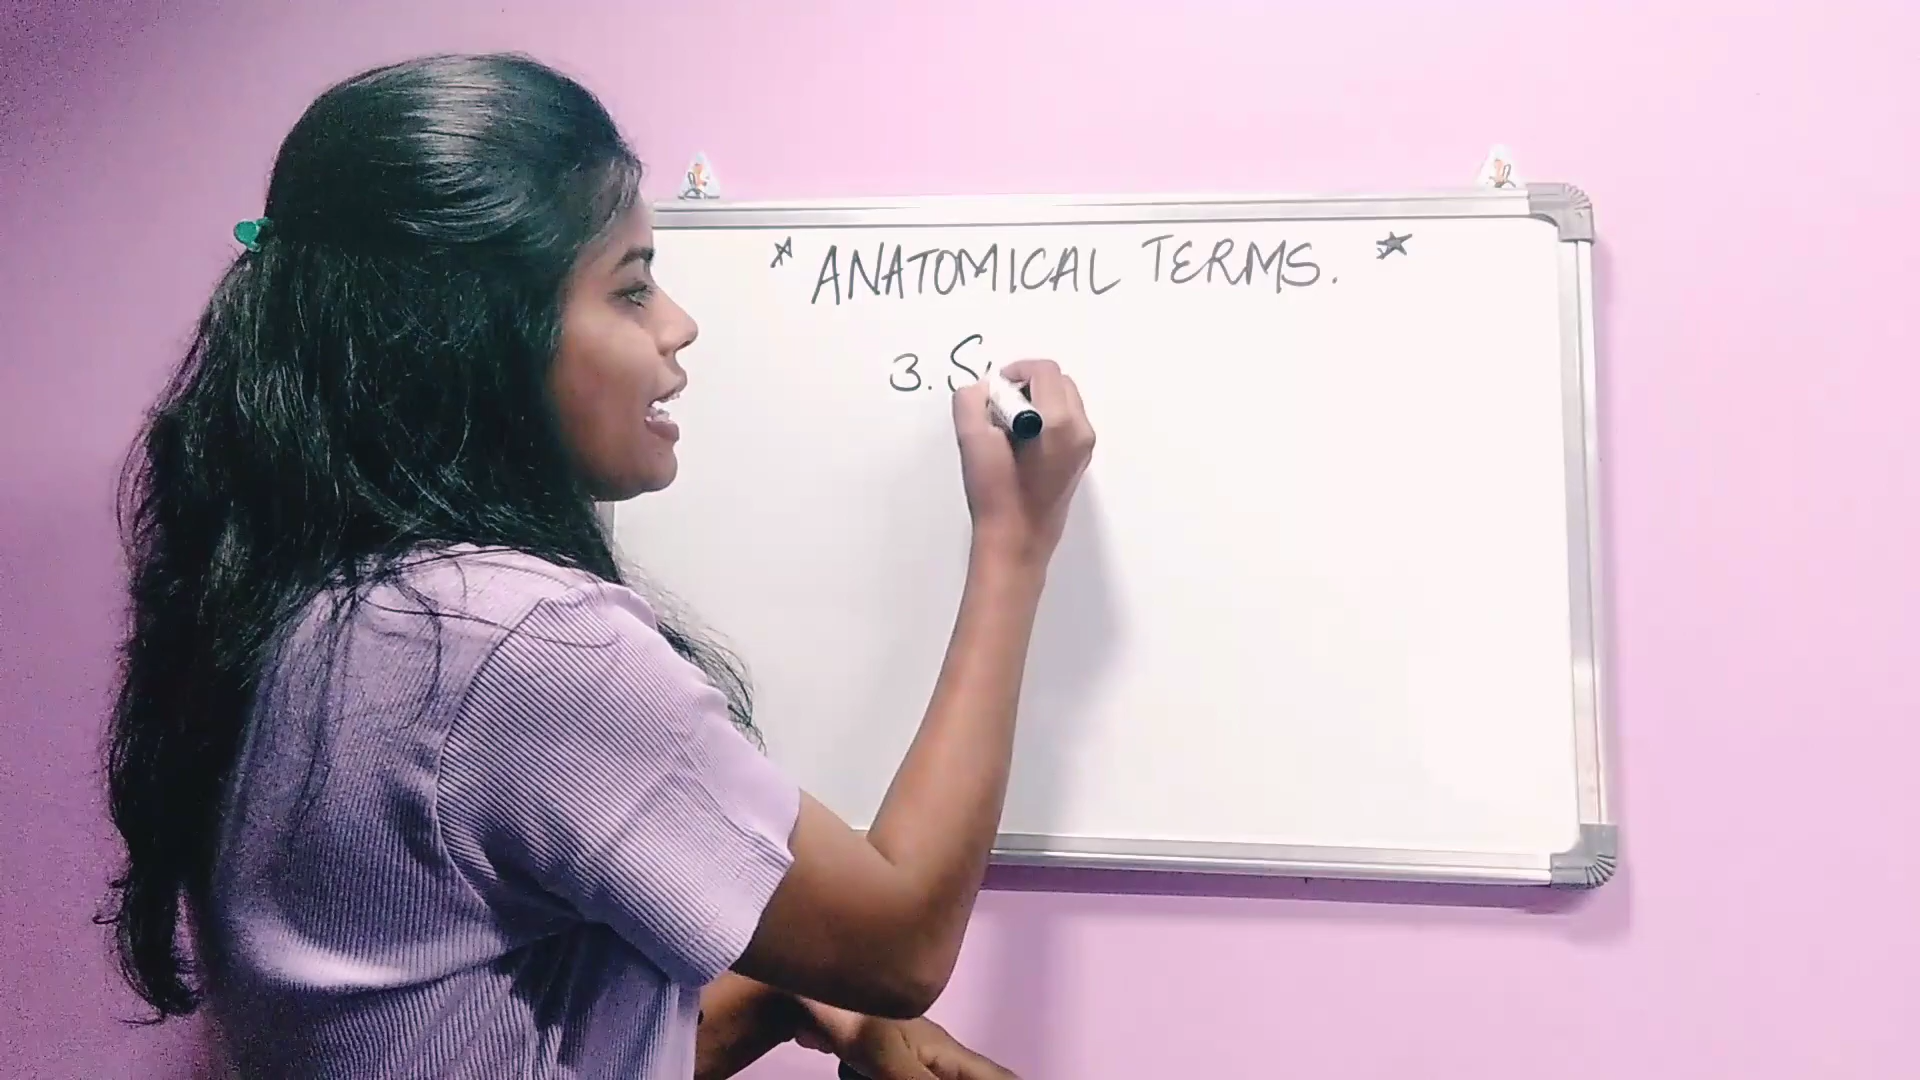 * ANATOMICAL TERMS. *
3. S